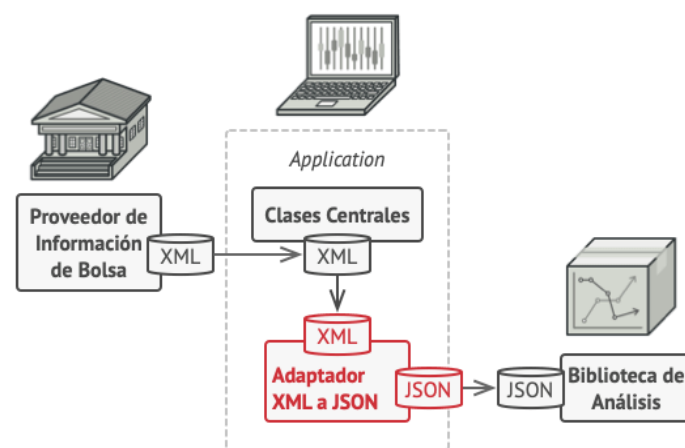 Application
Proveedor de
Información
de Bolsa
XML
Clases Centrales
XML
XML
Adaptador
XML a JSON
JSON
JSON
Biblioteca de
Análisis